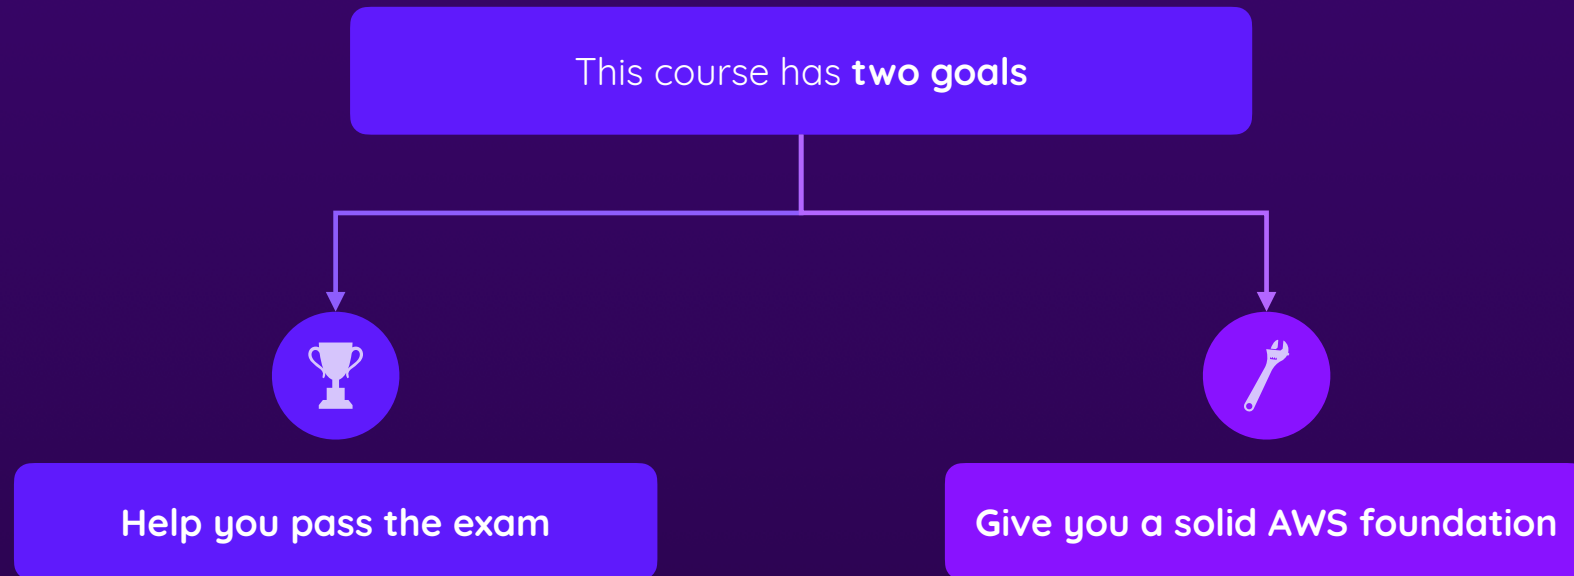 This course has two goals
Help you pass the exam
Give you a solid AWS foundation